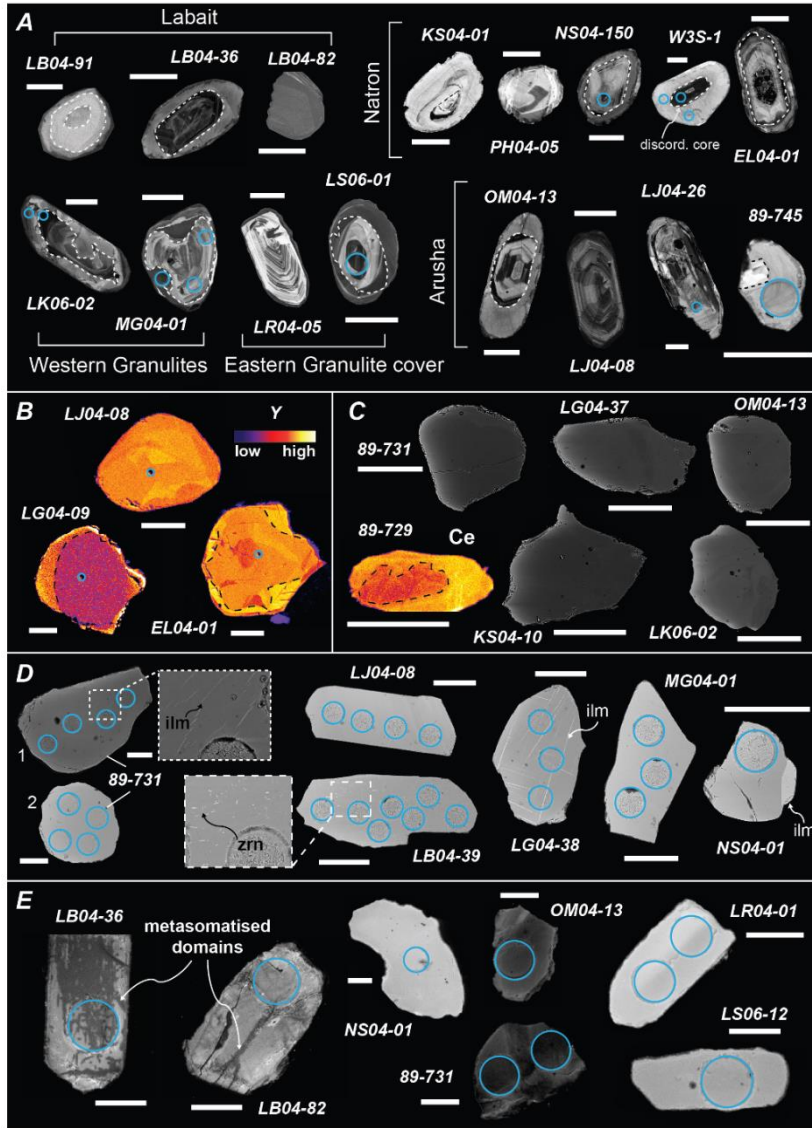 A
Labait
LB04-91
LB04-36
LB04-82
Natron
KS04-01
NS04-150
W3S-1
PH04-05
discord. core
EL04-01
LK06-02
MG04-01
LS06-01
LR04-05
Western Granulites
Eastern Granulite cover
Arusha
OM04-13
LJ04-26
89-745
LJ04-08
B
LJ04-08
Y
low high
LG04-09
EL04-01
C
LG04-37
OM04-13
89-731
89-729
Ce
KS04-10
LK06-02
D
LJ04-08
MG04-01
ilm
1
89-731
2
zrn
LB04-39
ilm
LG04-38
NS04-01
ilm
E
LB04-36
metasomatised
domains
LB04-82
NS04-01
OM04-13
89-731
LR04-01
LS06-12